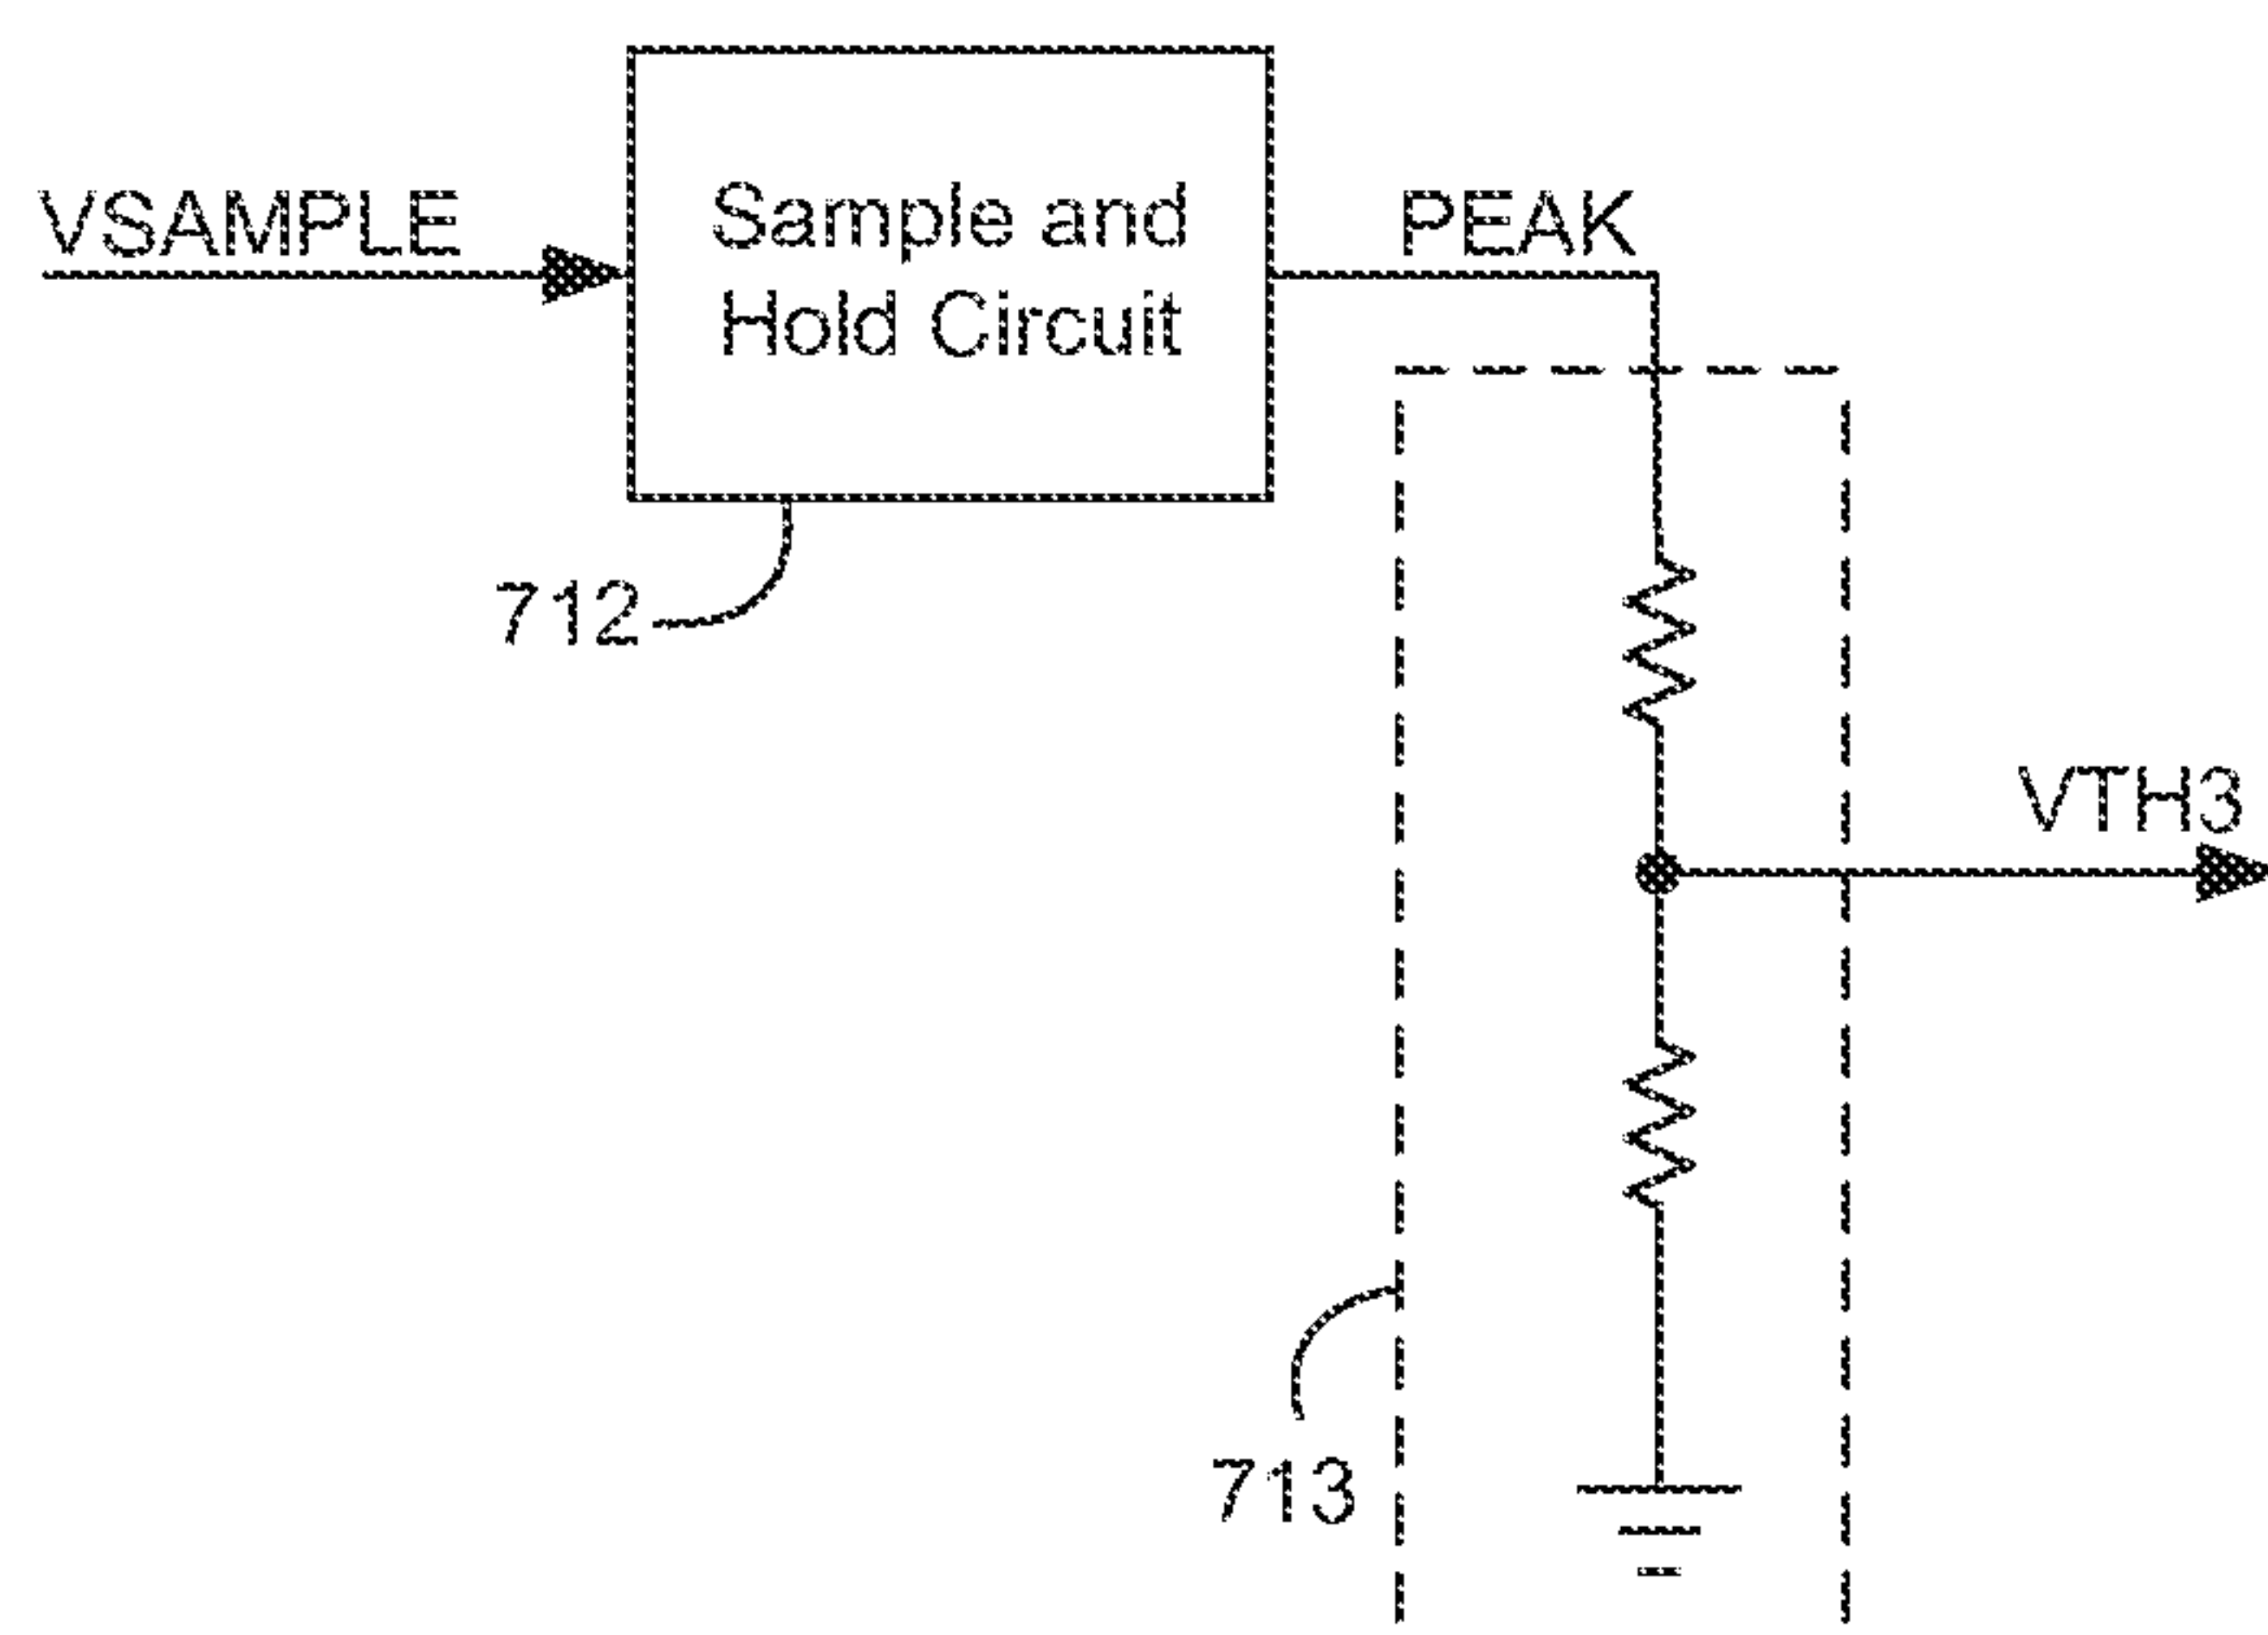 VSAMPLE
Sample and
Hold Circuit
PEAK
712
VTH3
713